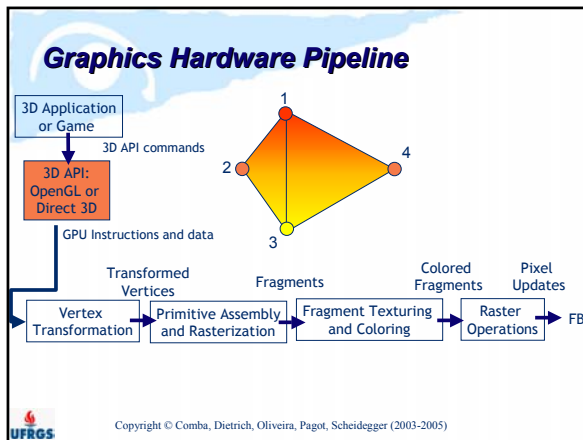 Graphics Hardware Pipeline
3D Application
or Game
3D API commands
3D API:
OpenGL or
Direct 3D
GPU Instructions and data
1
2
4
3
Transformed
Vertices
Fragments
Colored
Fragments
Pixel
Updates
Vertex
Transformation
Primitive Assembly
and Rasterization
Fragment Texturing
and Coloring
Raster
Operations
FB
UFRGS
Copyright © Comba, Dietrich, Oliveira, Pagot, Scheidegger (2003-2005)